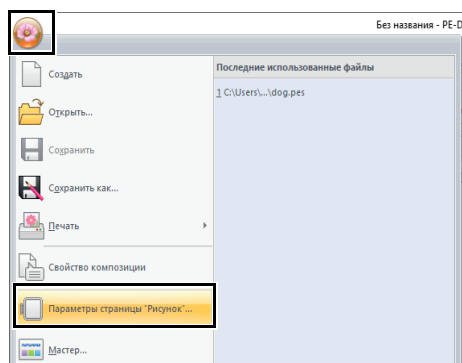 Без названия - PE-D
Создать
Последние использованные файлы
1 C:\Users\...\dog.pes
Открыть...
Сохранить
Сохранить как...
Печать
Свойство композиции
Параметры страницы "Рисунок"...
Мастер...